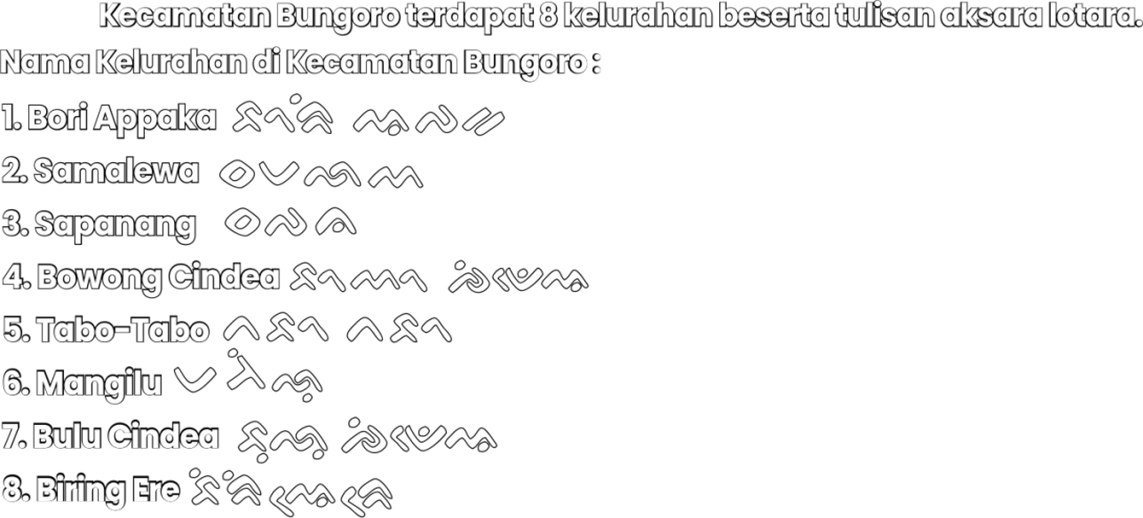 Kecamatan Bungoro terdapat 8 kelurahan beserta tulisan aksara lotara.
Nama Kelurahan di Kecamatan Bungoro :
1. Bori Appaka ᨅᨚᨑᨗ ᨕᨄᨀ
2. Samalewa ᨔᨆᨒᨓ
3. Sapanang ᨔᨄᨊ
4. Bowong Cindea ᨅᨚᨓᨚ ᨌᨗᨉᨙᨕ
5. Tabo-Tabo ᨈᨅᨚ ᨈᨅᨚ
6. Mangilu ᨆᨂᨗᨒᨘ
7. Bulu Cindea ᨅᨘᨒᨘ ᨌᨗᨉᨙᨕ
8. Biring Ere ᨅᨗᨑᨗ ᨕᨙᨑᨙ